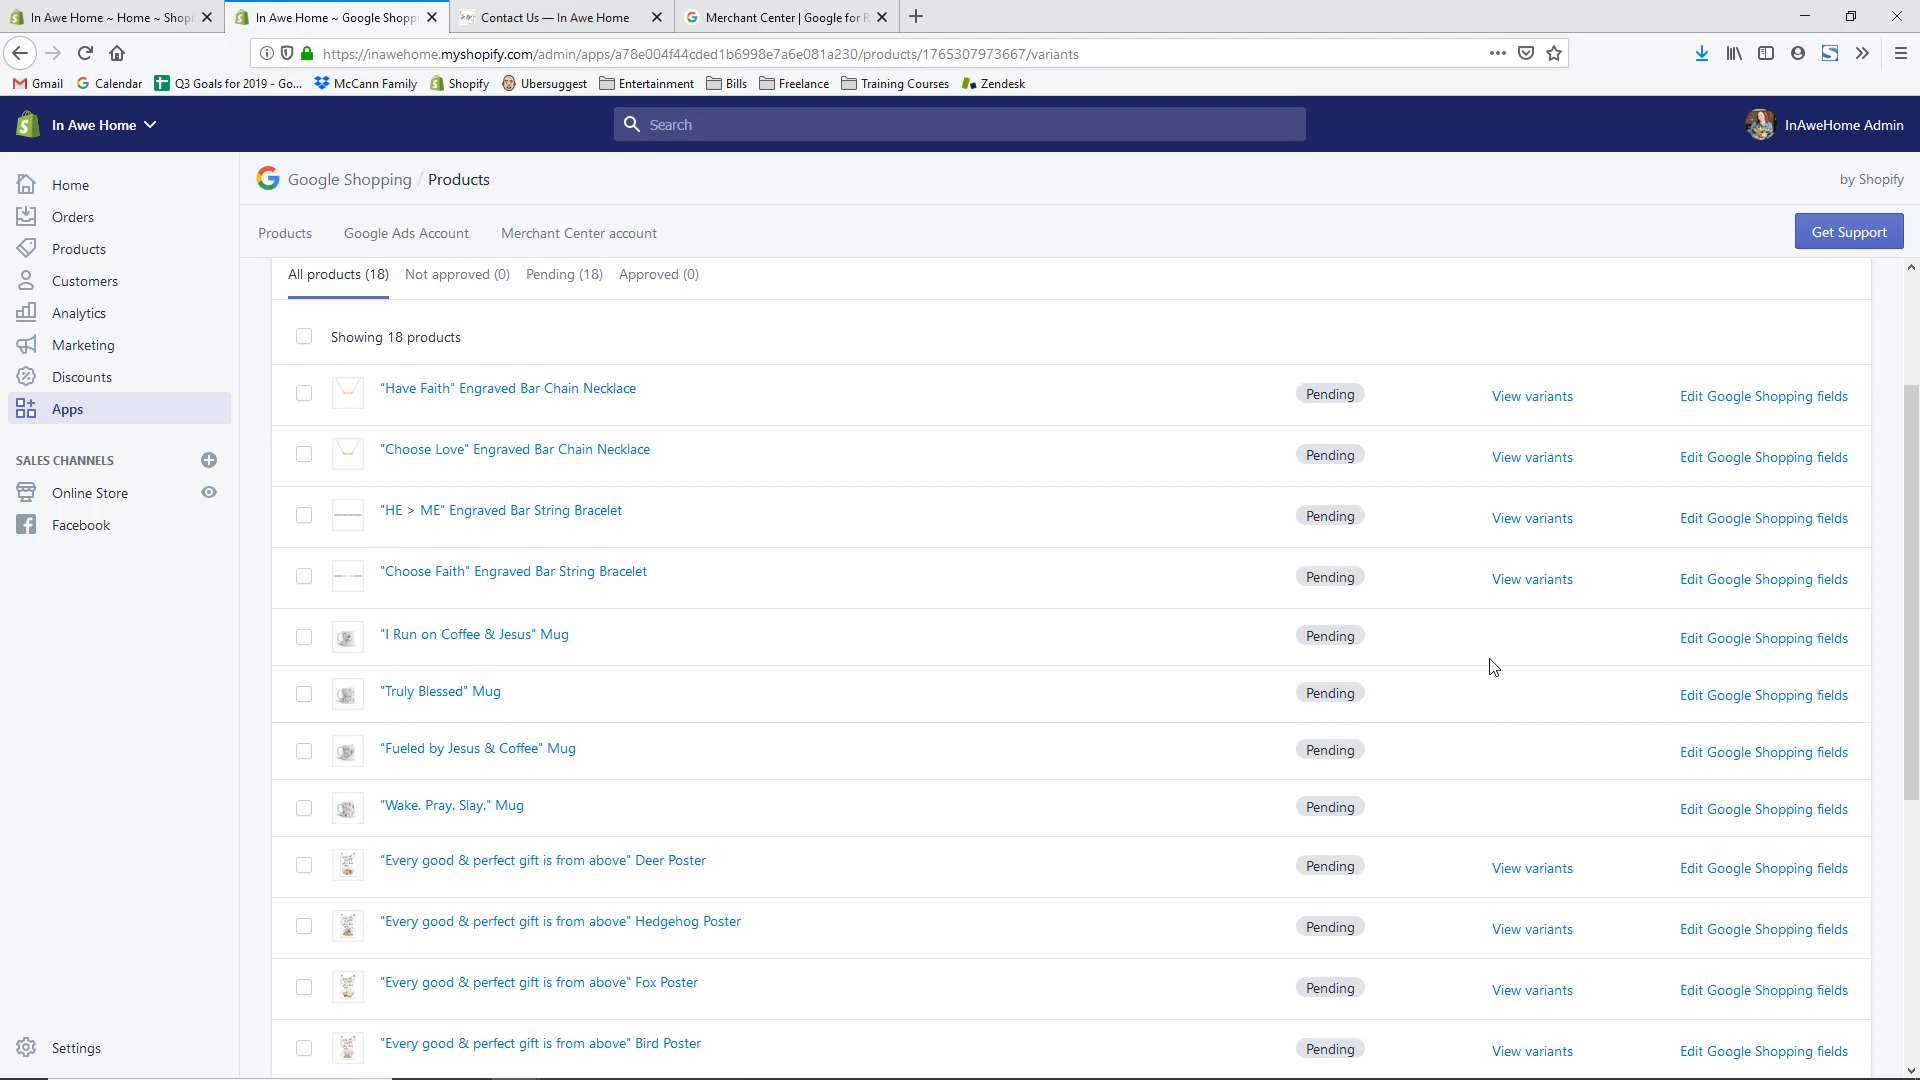 In Awe Home ~ Home ~ Shopi
In Awe Home ~ Google Shoppi
Contact Us — In Awe Home
Merchant Center | Google for R
https://inawehome.myshopify.com/admin/apps/a78e004f44cded1b6998e7a6e081a230/products/1765307973667/variants
Gmail
Calendar
Q3 Goals for 2019 - Go...
McCann Family
Shopify
Ubersuggest
Entertainment
Bills
Freelance
Training Courses
Zendesk
In Awe Home
Search
InAweHome Admin
Home
Orders
Products
Customers
Analytics
Marketing
Discounts
Apps
SALES CHANNELS
Online Store
Facebook
Settings
Google Shopping / Products
by Shopify
Products
Google Ads Account
Merchant Center account
Get Support
All products (18)
Not approved (0)
Pending (18)
Approved (0)
Showing 18 products
"Have Faith" Engraved Bar Chain Necklace Pending View variants Edit Google Shopping fields
"Choose Love" Engraved Bar Chain Necklace Pending View variants Edit Google Shopping fields
"HE > ME" Engraved Bar String Bracelet Pending View variants Edit Google Shopping fields
"Choose Faith" Engraved Bar String Bracelet Pending View variants Edit Google Shopping fields
"I Run on Coffee & Jesus" Mug Pending Edit Google Shopping fields
"Truly Blessed" Mug Pending Edit Google Shopping fields
"Fueled by Jesus & Coffee" Mug Pending Edit Google Shopping fields
"Wake. Pray. Slay." Mug Pending Edit Google Shopping fields
"Every good & perfect gift is from above" Deer Poster Pending View variants Edit Google Shopping fields
"Every good & perfect gift is from above" Hedgehog Poster Pending View variants Edit Google Shopping fields
"Every good & perfect gift is from above" Fox Poster Pending View variants Edit Google Shopping fields
"Every good & perfect gift is from above" Bird Poster Pending View variants Edit Google Shopping fields